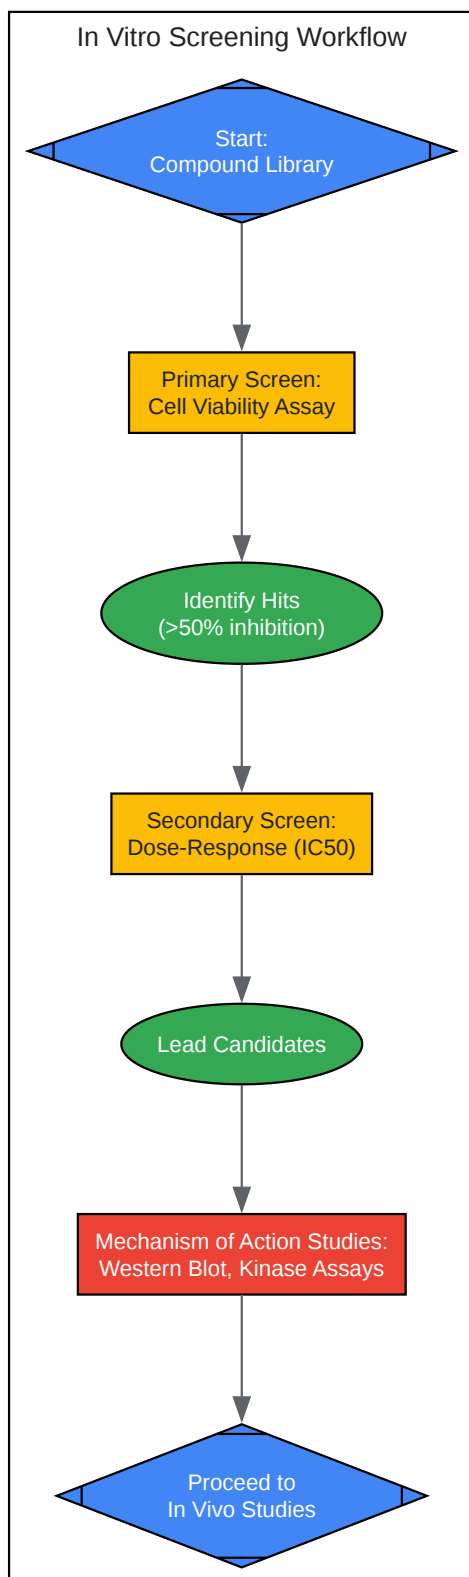 In Vitro Screening Workflow
Start:
Compound Library
Primary Screen:
Cell Viability Assay
Identify Hits
(>50% inhibition)
Secondary Screen:
Dose-Response (IC50)
Lead Candidates
Mechanism of Action Studies:
Western Blot, Kinase Assays
Proceed to
In Vivo Studies